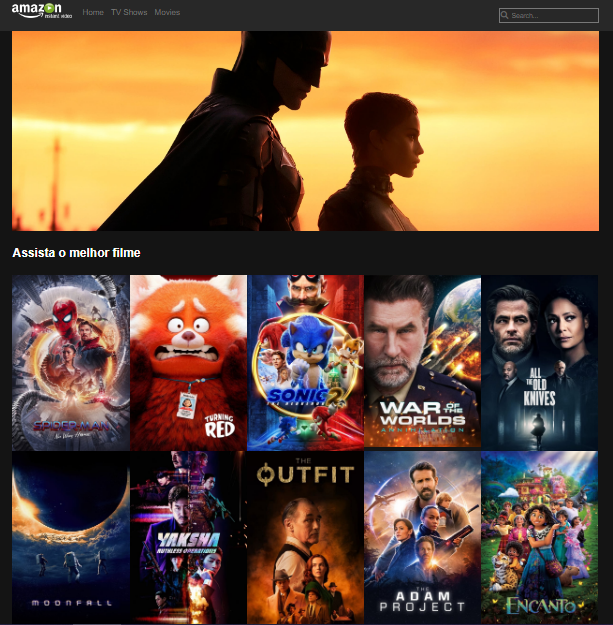 amazon
instant video
Home TV Shows Movies
Search...
Assista o melhor filme
SPIDER-MAN
No Way Home
TURNING
RED
SONIC 2
WAR OF THE
WORLDS
ANNIHILATION
ALL
THE OLD
KNIVES
MOONFALL
YAKSHA
RUTHLESS OPERATIONS
THE
OUTFIT
THE
ADAM
PROJECT
ENCANTO